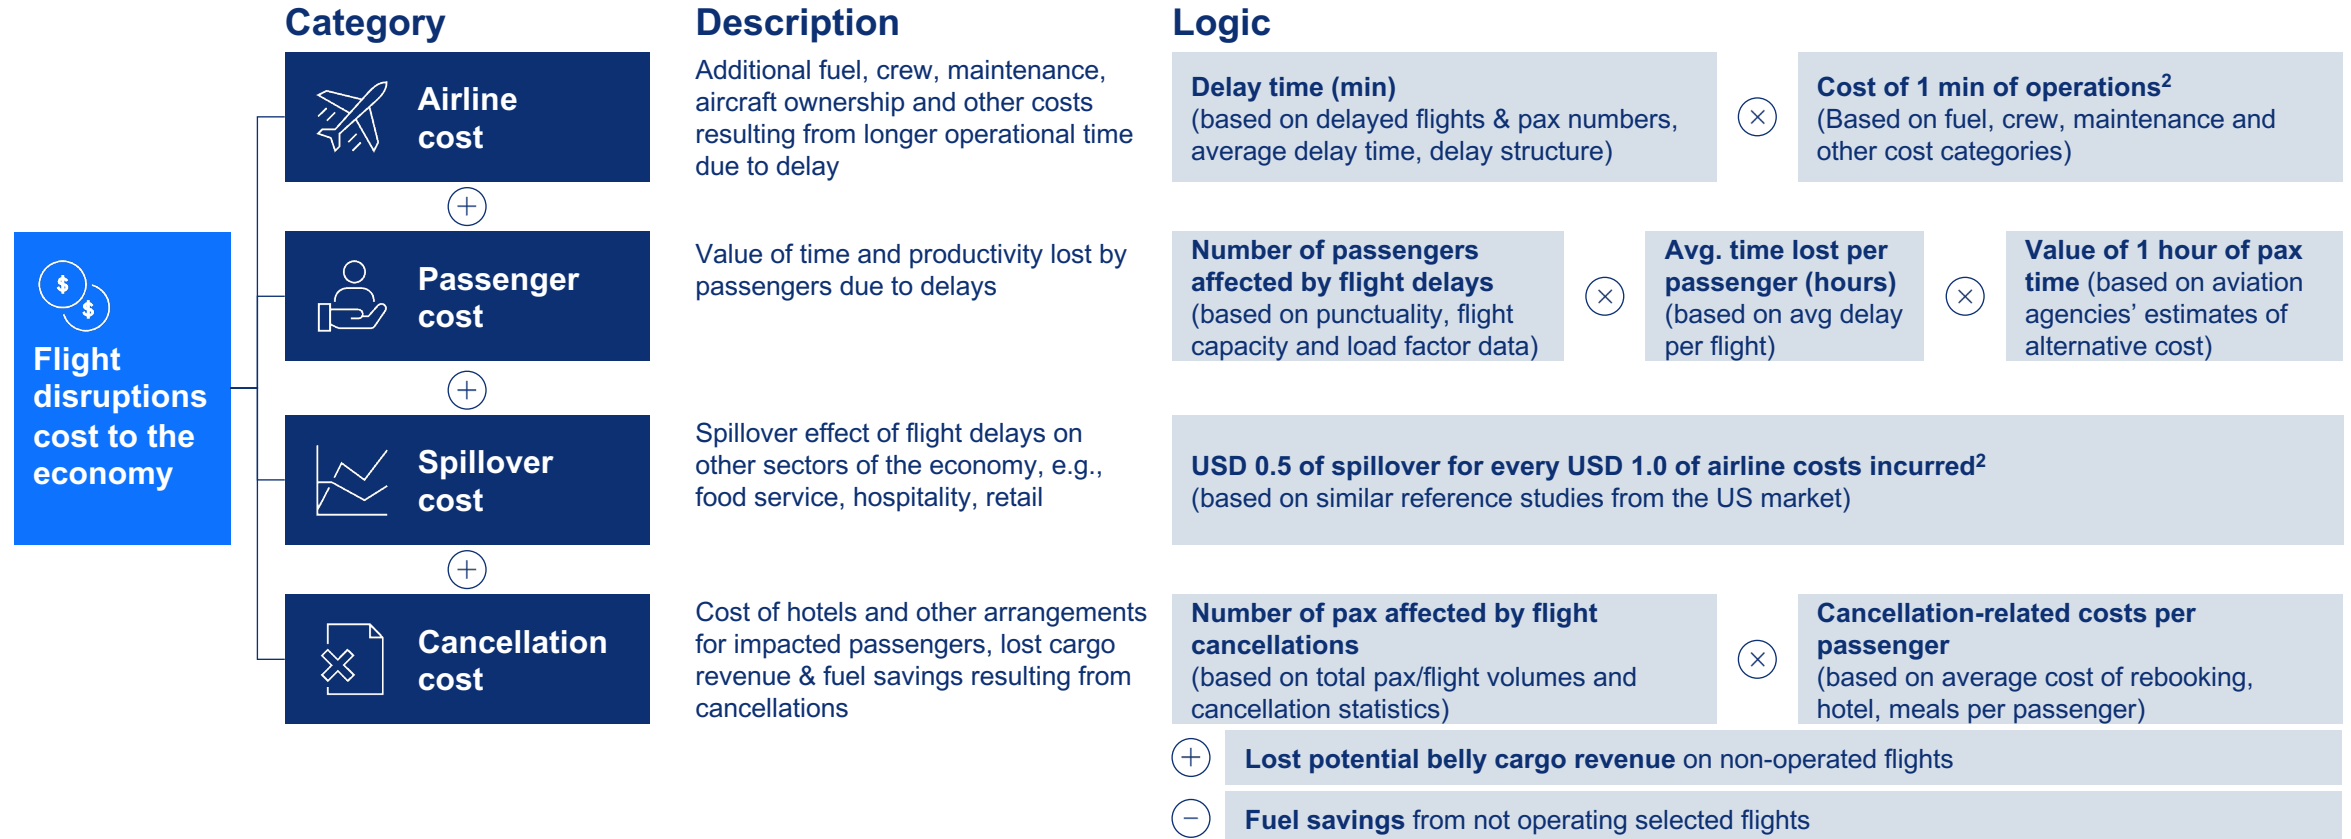 Category
Description
Logic
Flight
disruptions
cost to the
economy
$
$
Airline
cost
Additional fuel, crew, maintenance,
aircraft ownership and other costs
resulting from longer operational time
due to delay
Delay time (min)
(based on delayed flights & pax numbers,
average delay time, delay structure)
×
Cost of 1 min of operations²
(Based on fuel, crew, maintenance and
other cost categories)
+
Passenger
cost
Value of time and productivity lost by
passengers due to delays
Number of passengers
affected by flight delays
(based on punctuality, flight
capacity and load factor data)
×
Avg. time lost per
passenger (hours)
(based on avg delay
per flight)
×
Value of 1 hour of pax
time (based on aviation
agencies’ estimates of
alternative cost)
+
Spillover
cost
Spillover effect of flight delays on
other sectors of the economy, e.g.,
food service, hospitality, retail
USD 0.5 of spillover for every USD 1.0 of airline costs incurred²
(based on similar reference studies from the US market)
+
Cancellation
cost
Cost of hotels and other arrangements
for impacted passengers, lost cargo
revenue & fuel savings resulting from
cancellations
Number of pax affected by flight
cancellations
(based on total pax/flight volumes and
cancellation statistics)
×
Cancellation-related costs per
passenger
(based on average cost of rebooking,
hotel, meals per passenger)
+ Lost potential belly cargo revenue on non-operated flights
− Fuel savings from not operating selected flights